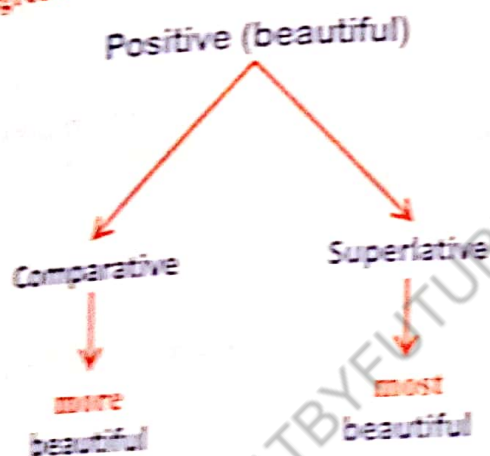 Positive (beautiful)
Comparative
Superlative
more
beautiful
most
beautiful